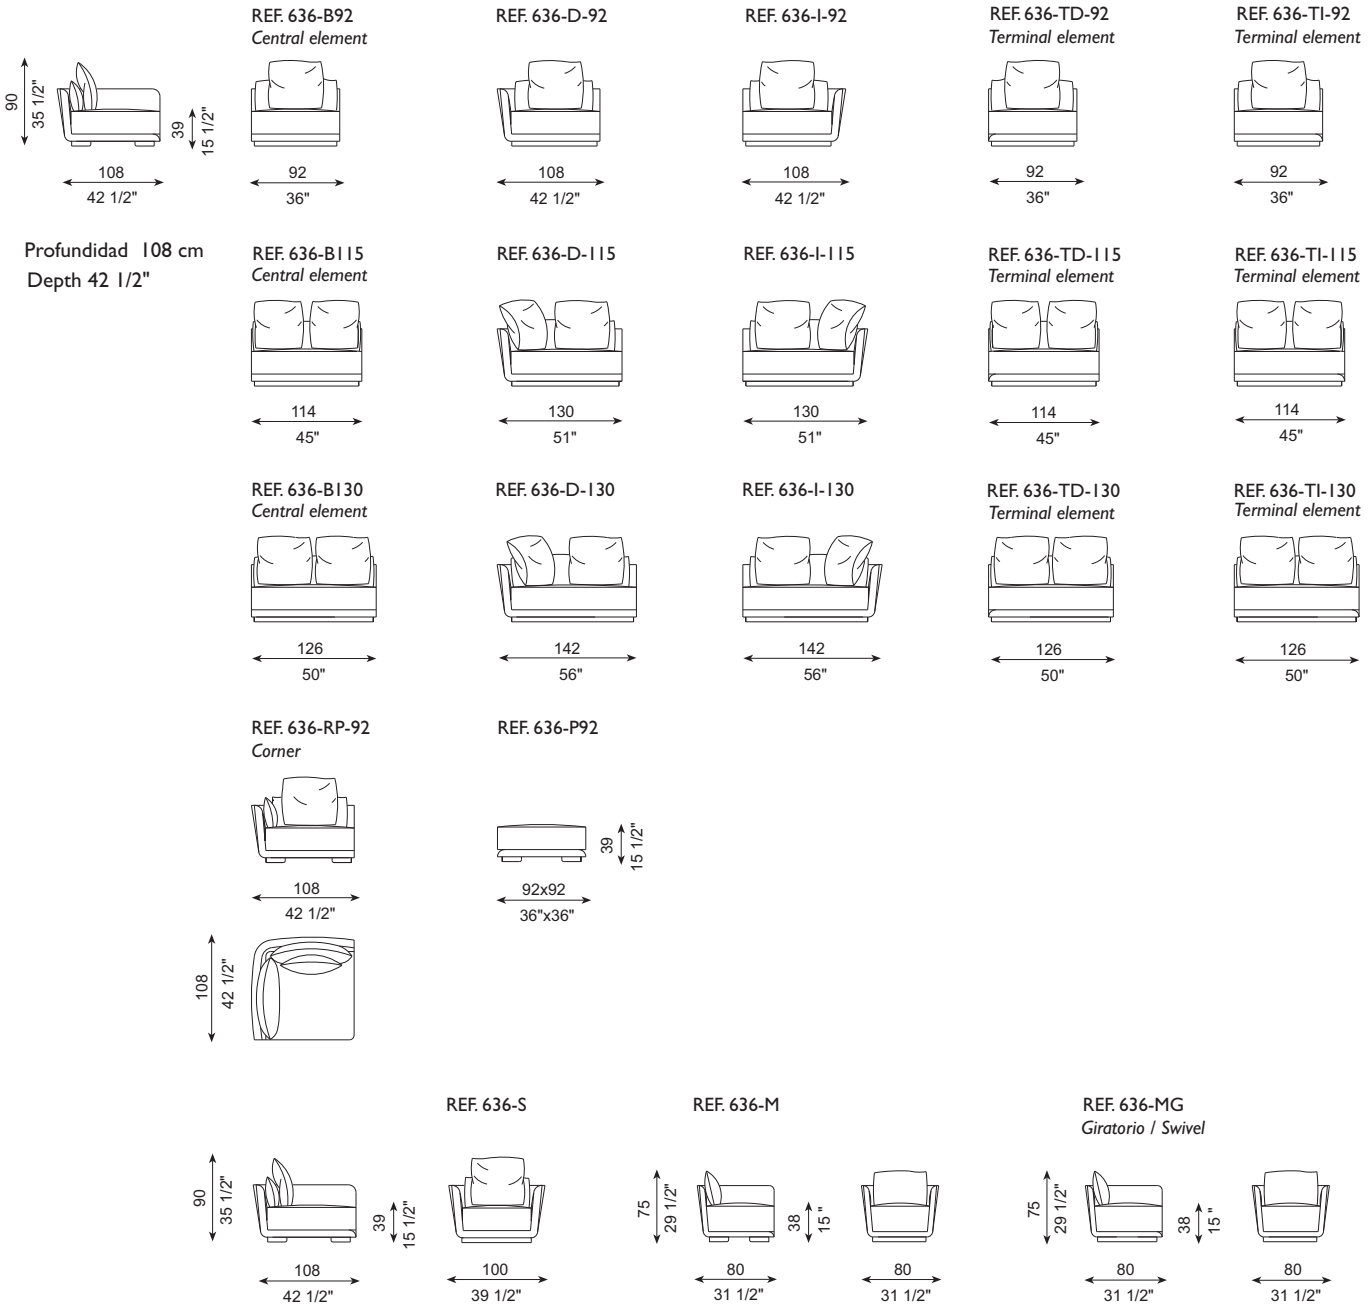 REF. 636-B92
Central element
REF. 636-D-92
REF. 636-I-92
REF. 636-TD-92
Terminal element
REF. 636-TI-92
Terminal element
90
35 1/2"
39
15 1/2"
108
42 1/2"
92
36"
108
42 1/2"
108
42 1/2"
92
36"
92
36"
Profundidad 108 cm
Depth 42 1/2"
REF. 636-B115
Central element
REF. 636-D-115
REF. 636-I-115
REF. 636-TD-115
Terminal element
REF. 636-TI-115
Terminal element
114
45"
130
51"
130
51"
114
45"
114
45"
REF. 636-B130
Central element
REF. 636-D-130
REF. 636-I-130
REF. 636-TD-130
Terminal element
REF. 636-TI-130
Terminal element
126
50"
142
56"
142
56"
126
50"
126
50"
REF. 636-RP-92
Corner
REF. 636-P92
39
15 1/2"
108
42 1/2"
92x92
36"x36"
108
42 1/2"
REF. 636-S
REF. 636-M
REF. 636-MG
Giratorio / Swivel
90
35 1/2"
39
15 1/2"
75
29 1/2"
38
15 "
75
29 1/2"
38
15 "
108
42 1/2"
100
39 1/2"
80
31 1/2"
80
31 1/2"
80
31 1/2"
80
31 1/2"